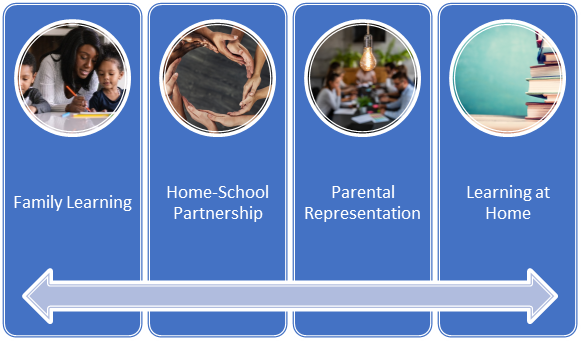 Family Learning
Home-School
Partnership
Parental
Representation
Learning at
Home